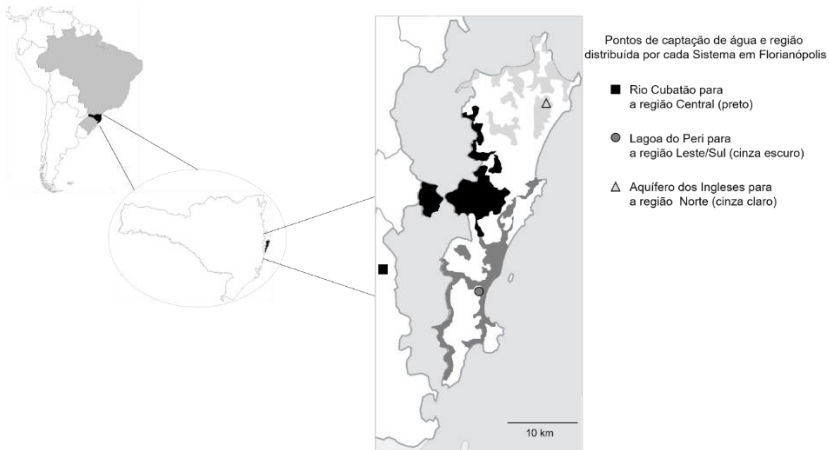 Pontos de captação de água e região
distribuída por cada Sistema em Florianópolis
Rio Cubatão para
a região Central (preto)
Lagoa do Peri para
a região Leste/Sul (cinza escuro)
Aquífero dos Ingleses para
a região Norte (cinza claro)
10 km